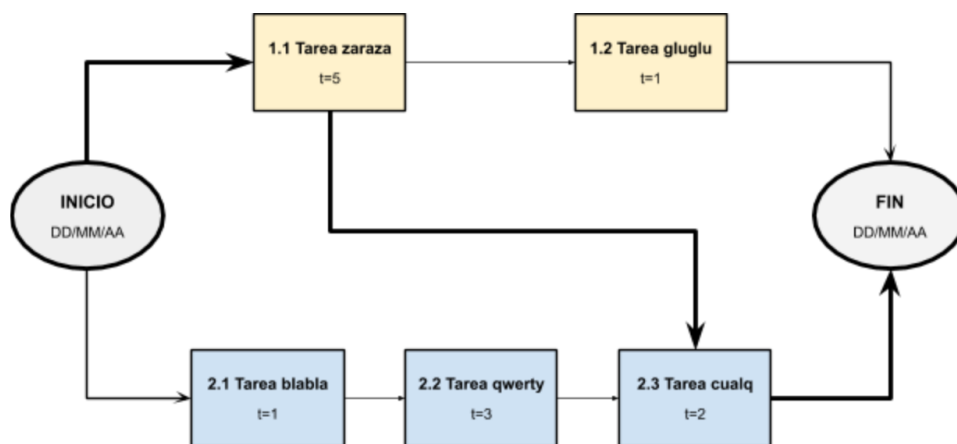 1.1 Tarea zaraza
t=5
1.2 Tarea gluglu
t=1
INICIO
DD/MM/AA
FIN
DD/MM/AA
2.1 Tarea blabla
t=1
2.2 Tarea qwerty
t=3
2.3 Tarea cualq
t=2